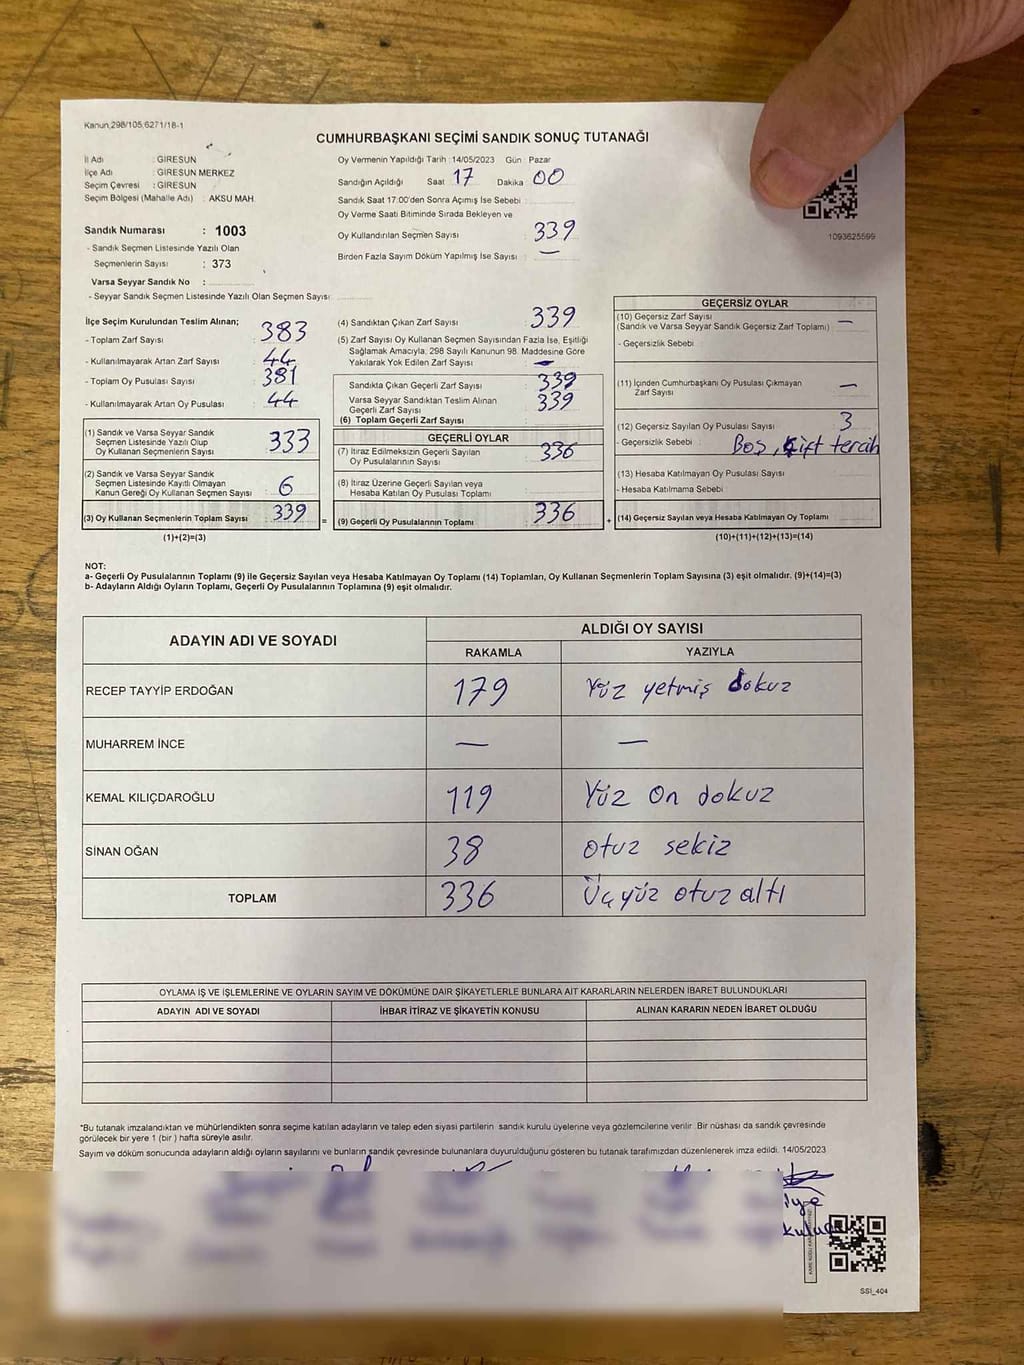 Kanun,298/105,6271/18-1
CUMHURBAŞKANI SEÇİMİ SANDIK SONUÇ TUTANAĞI
İl Adı : GİRESUN
İlçe Adı : GİRESUN MERKEZ
Seçim Çevresi : GİRESUN
Seçim Bölgesi (Mahalle Adı) : AKSU MAH.
Sandık Numarası : 1003
- Sandık Seçmen Listesinde Yazılı Olan
Seçmenlerin Sayısı : 373
Varsa Seyyar Sandık No :
- Seyyar Sandık Seçmen Listesinde Yazılı Olan Seçmen Sayısı :
Oy Vermenin Yapıldığı Tarih : 14/05/2023 Gün : Pazar
Sandığın Açıldığı Saat 17 Dakika 00
Sandık Saat 17:00'den Sonra Açımış İse Sebebi :
Oy Verme Saati Bitiminde Sırada Bekleyen ve
Oy Kullandırılan Seçmen Sayısı : 339
Birden Fazla Sayım Döküm Yapılmış İse Sayısı : —
1093625599
İlçe Seçim Kurulundan Teslim Alınan;
- Toplam Zarf Sayısı : 383
- Kullanılmayarak Artan Zarf Sayısı : 44
- Toplam Oy Pusulası Sayısı : 381
- Kullanılmayarak Artan Oy Pusulası : 44
(1) Sandık ve Varsa Seyyar Sandık
Seçmen Listesinde Yazılı Olup
Oy Kullanan Seçmenlerin Sayısı 333
(2) Sandık ve Varsa Seyyar Sandık
Seçmen Listesinde Kayıtlı Olmayan
Kanun Gereği Oy Kullanan Seçmen Sayısı 6
(3) Oy Kullanan Seçmenlerin Toplam Sayısı 339 =
(1)+(2)=(3)
(4) Sandıktan Çıkan Zarf Sayısı : 339
(5) Zarf Sayısı Oy Kullanan Seçmen Sayısından Fazla İse, Eşitliği
Sağlamak Amacıyla, 298 Sayılı Kanunun 98. Maddesine Göre
Yakılarak Yok Edilen Zarf Sayısı : —
Sandıkta Çıkan Geçerli Zarf Sayısı : 339
Varsa Seyyar Sandıktan Teslim Alınan
Geçerli Zarf Sayısı : 339
(6) Toplam Geçerli Zarf Sayısı :
GEÇERLİ OYLAR
(7) İtiraz Edilmeksizin Geçerli Sayılan
Oy Pusulalarının Sayısı 336
(8) İtiraz Üzerine Geçerli Sayılan veya
Hesaba Katılan Oy Pusulası Toplamı
(9) Geçerli Oy Pusulalarının Toplamı 336 +
GEÇERSİZ OYLAR
(10) Geçersiz Zarf Sayısı
(Sandık ve Varsa Seyyar Sandık Geçersiz Zarf Toplamı) : —
- Geçersizlik Sebebi :
(11) İçinden Cumhurbaşkanı Oy Pusulası Çıkmayan
Zarf Sayısı —
(12) Geçersiz Sayılan Oy Pusulası Sayısı : 3
- Geçersizlik Sebebi : Boş, Çift tercih
(13) Hesaba Katılmayan Oy Pusulası Sayısı :
- Hesaba Katılmama Sebebi :
(14) Geçersiz Sayılan veya Hesaba Katılmayan Oy Toplamı
(10)+(11)+(12)+(13)=(14)
NOT:
a- Geçerli Oy Pusulalarının Toplamı (9) ile Geçersiz Sayılan veya Hesaba Katılmayan Oy Toplamı (14) Toplamları, Oy Kullanan Seçmenlerin Toplam Sayısına (3) eşit olmalıdır. (9)+(14)=(3)
b- Adayların Aldığı Oyların Toplamı, Geçerli Oy Pusulalarının Toplamına (9) eşit olmalıdır.
ADAYIN ADI VE SOYADI ALDIĞI OY SAYISI
RAKAMLA YAZIYLA
RECEP TAYYİP ERDOĞAN 179 Yüz yetmiş dokuz
MUHARREM İNCE — —
KEMAL KILIÇDAROĞLU 119 Yüz On dokuz
SİNAN OĞAN 38 otuz sekiz
TOPLAM 336 Üçyüz otuz altı
OYLAMA İŞ VE İŞLEMLERİNE VE OYLARIN SAYIM VE DÖKÜMÜNE DAİR ŞİKAYETLERLE BUNLARA AİT KARARLARIN NELERDEN İBARET BULUNDUKLARI
ADAYIN ADI VE SOYADI İHBAR İTİRAZ VE ŞİKAYETİN KONUSU ALINAN KARARIN NEDEN İBARET OLDUĞU
*Bu tutanak imzalandıktan ve mühürlendikten sonra seçime katılan adayların ve talep eden siyasi partilerin sandık kurulu üyelerine veya gözlemcilerine verilir .Bir nüshası da sandık çevresinde
görülecek bir yere 1 (bir ) hafta süreyle asılır.
Sayım ve döküm sonucunda adayların aldığı oyların sayılarını ve bunların sandık çevresinde bulunanlara duyurulduğunu gösteren bu tutanak tarafımızdan düzenlenerek imza edildi. 14/05/2023
SSI_404